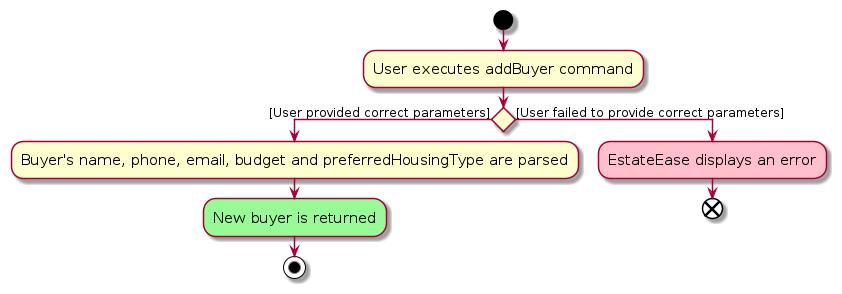 User executes addBuyer command
[User provided correct parameters]
[User failed to provide correct parameters]
Buyer's name, phone, email, budget and preferredHousingType are parsed
EstateEase displays an error
New buyer is returned